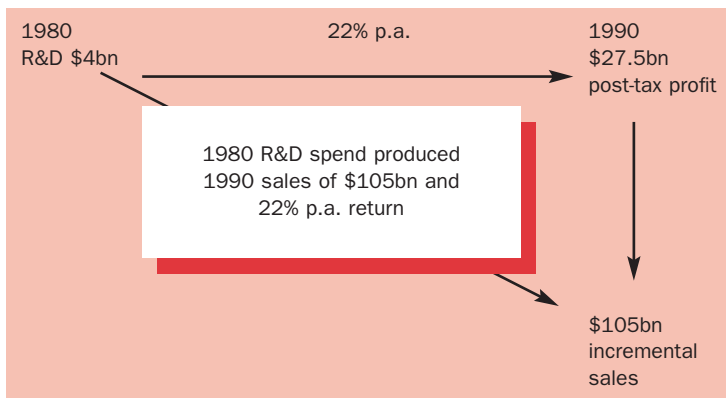 1980
R&D $4bn
22% p.a.
1990
$27.5bn
post-tax profit
1980 R&D spend produced
1990 sales of $105bn and
22% p.a. return
$105bn
incremental
sales